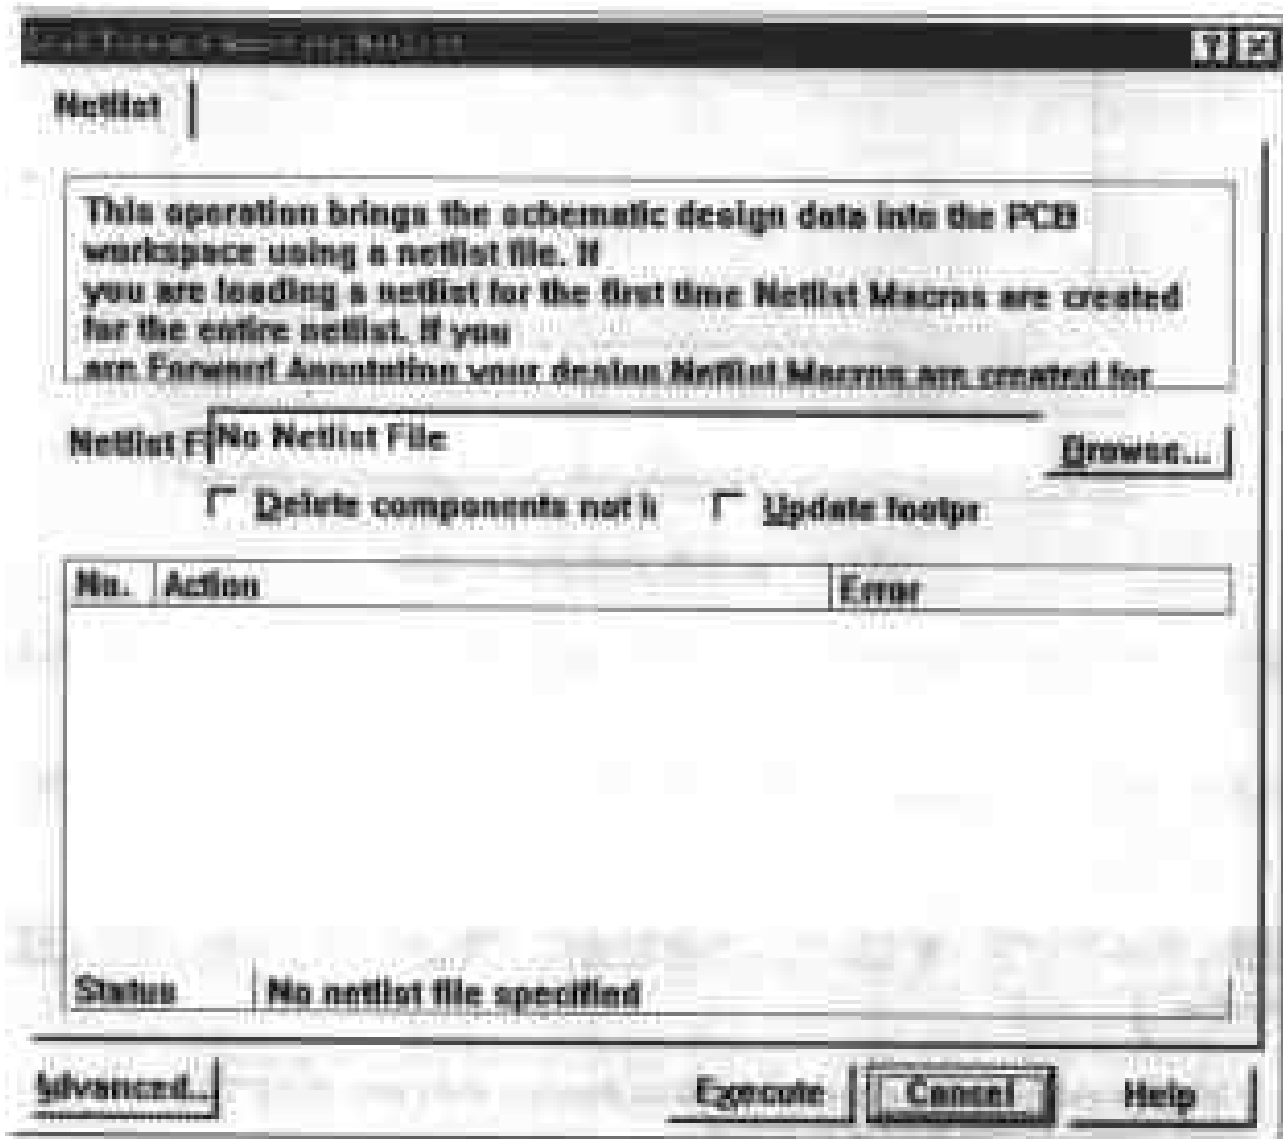 Netlist
This operation brings the schematic design data into the PCB
workspace using a netlist file. If
you are loading a netlist for the first time Netlist Macros are created
for the entire netlist. If you
are Forward Annotation your design Netlist Macros are created for
Netlist F No Netlist File Browse...
Delete components not i Update footpr
No. Action Error
Status No netlist file specified
Advanced... Execute Cancel Help